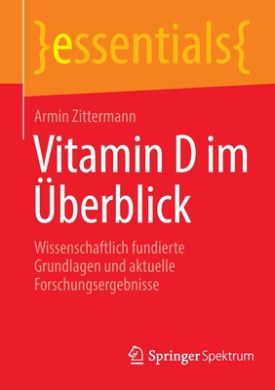 }essentials{
Armin Zittermann
Vitamin D im
Überblick
Wissenschaftlich fundierte
Grundlagen und aktuelle
Forschungsergebnisse
Springer Spektrum